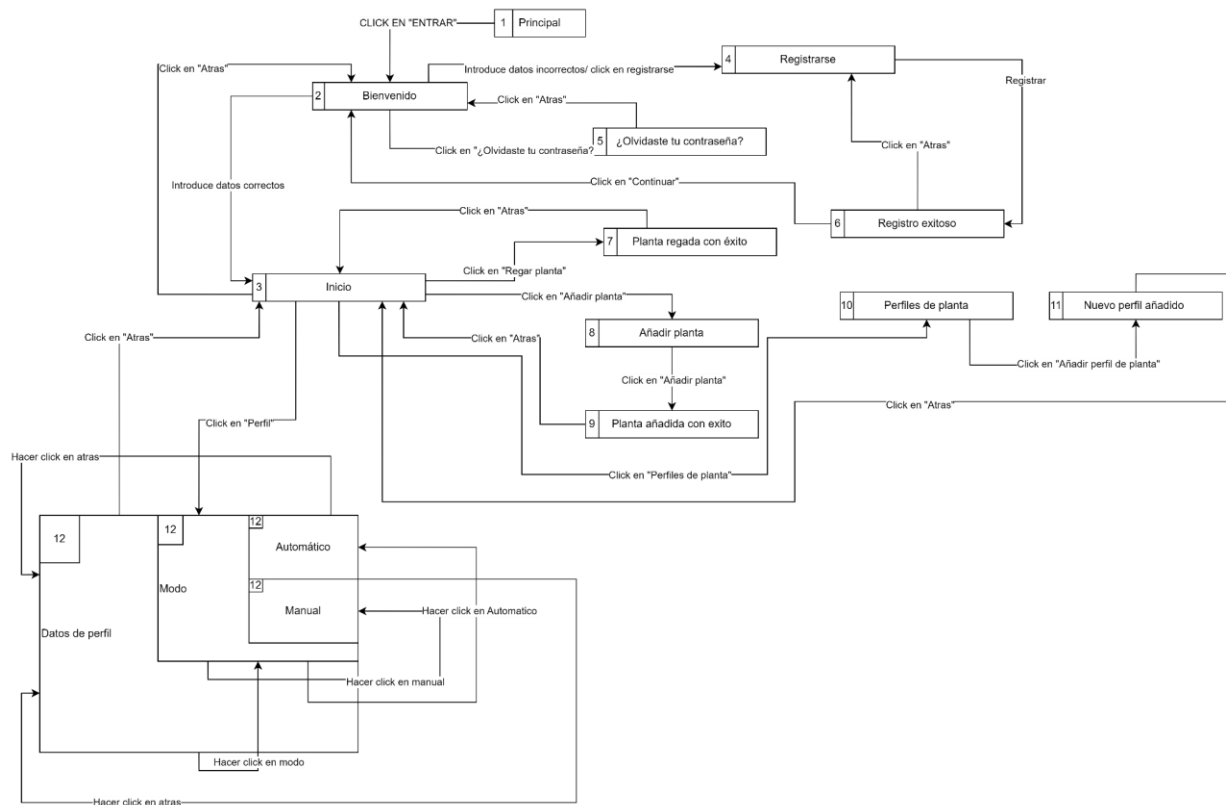 CLICK EN "ENTRAR"
1 Principal
Click en "Atras"
Introduce datos incorrectos/ click en registrarse
4 Registrarse
Registrar
2 Bienvenido
Click en "Atras"
5 ¿Olvidaste tu contraseña?
Click en "¿Olvidaste tu contraseña?
Click en "Atras"
Introduce datos correctos
Click en "Continuar"
Click en "Atras"
6 Registro exitoso
7 Planta regada con éxito
Click en "Regar planta"
3 Inicio
Click en "Añadir planta"
10 Perfiles de planta
11 Nuevo perfil añadido
8 Añadir planta
Click en "Atras"
Click en "Atras"
Click en "Añadir perfil de planta"
Click en "Añadir planta"
Click en "Atras"
Click en "Perfil"
9 Planta añadida con exito
Hacer click en atras
Click en "Perfiles de planta"
12
12
12
Automático
12
Modo
Manual
Hacer click en Automatico
Datos de perfil
Hacer click en manual
Hacer click en modo
Hacer click en atras